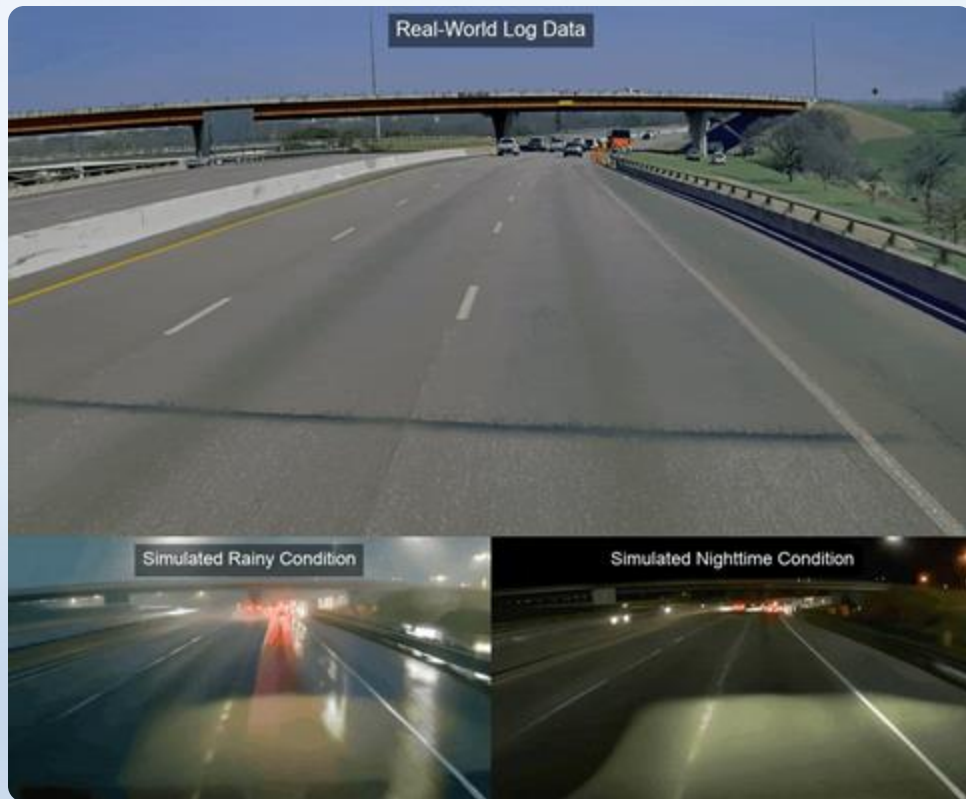 Real-World Log Data
Simulated Rainy Condition
Simulated Nighttime Condition